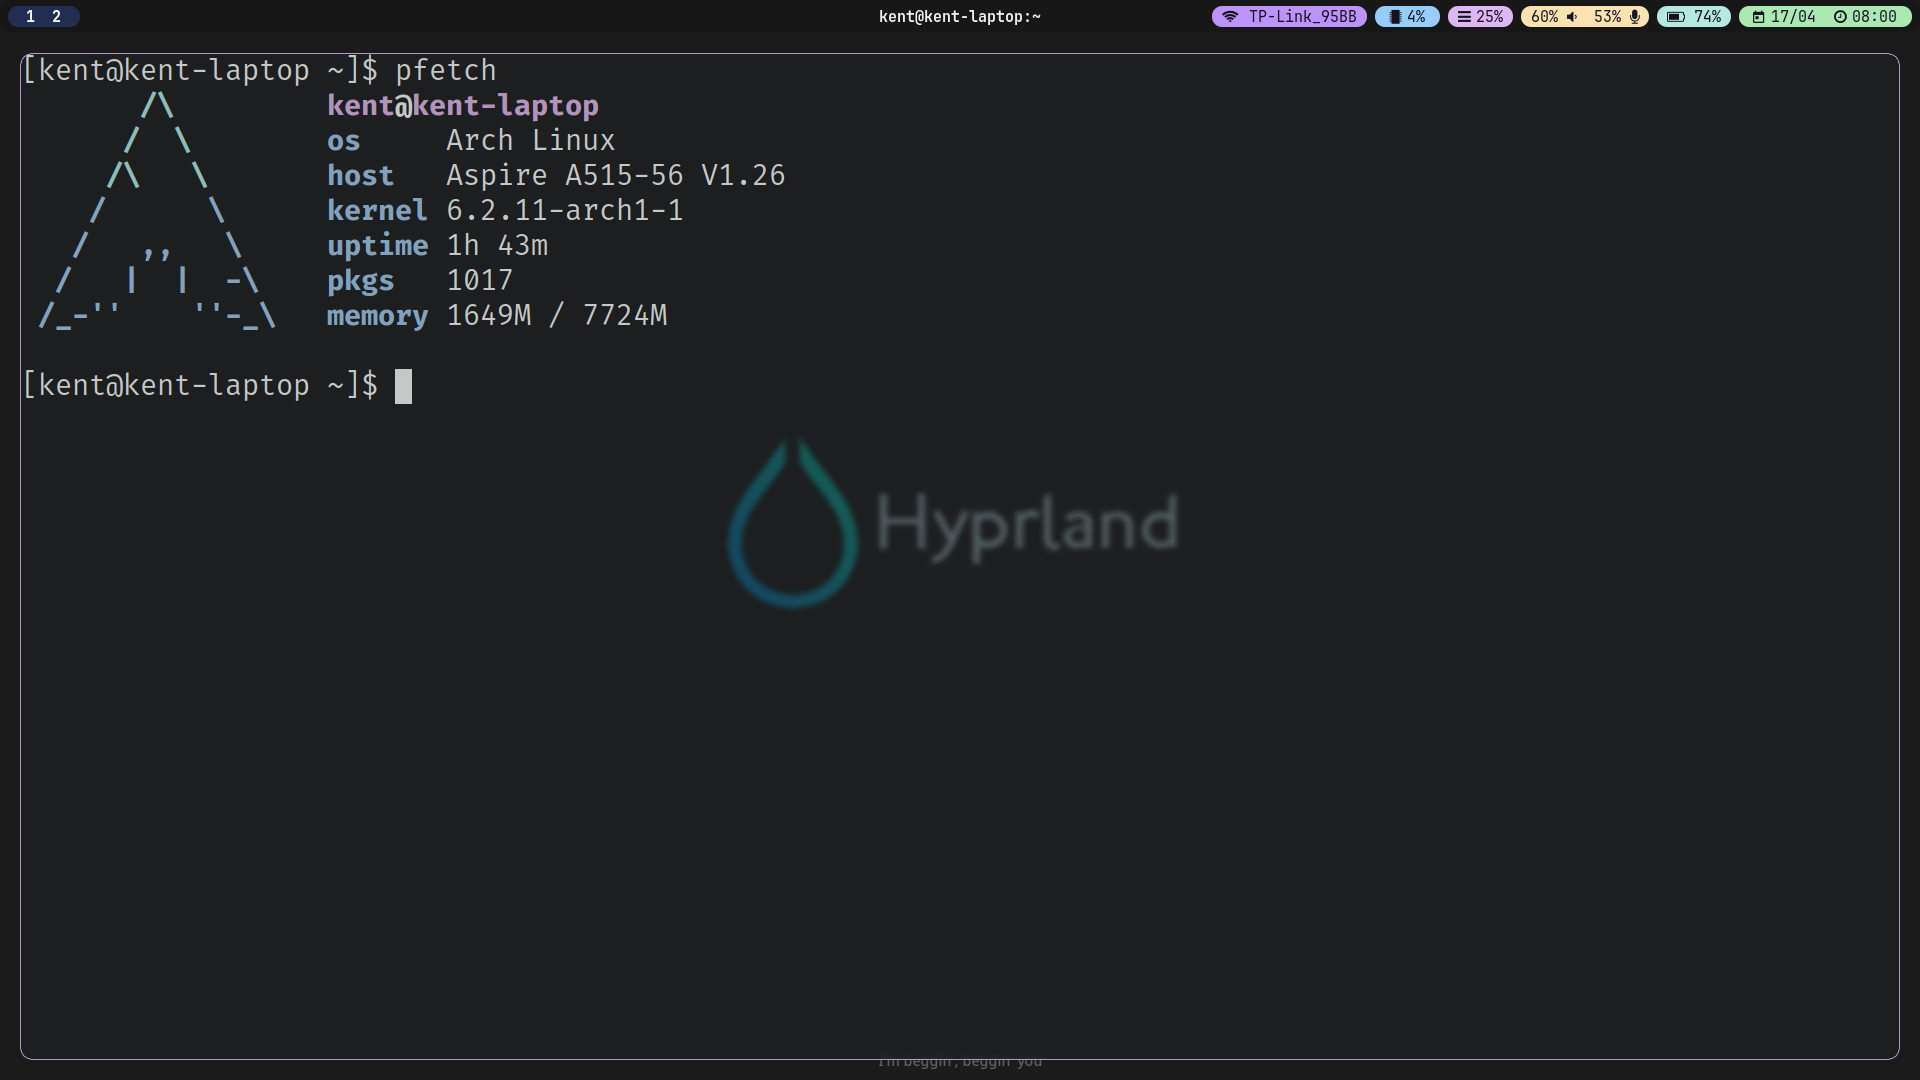 1 2
kent@kent-laptop:~
TP-Link_95BB 4% 25% 60% 53% 74% 17/04 08:00
[kent@kent-laptop ~]$ pfetch
kent@kent-laptop
os Arch Linux
host Aspire A515-56 V1.26
kernel 6.2.11-arch1-1
uptime 1h 43m
pkgs 1017
memory 1649M / 7724M
[kent@kent-laptop ~]$
Hyprland
I'm beggin', beggin' you